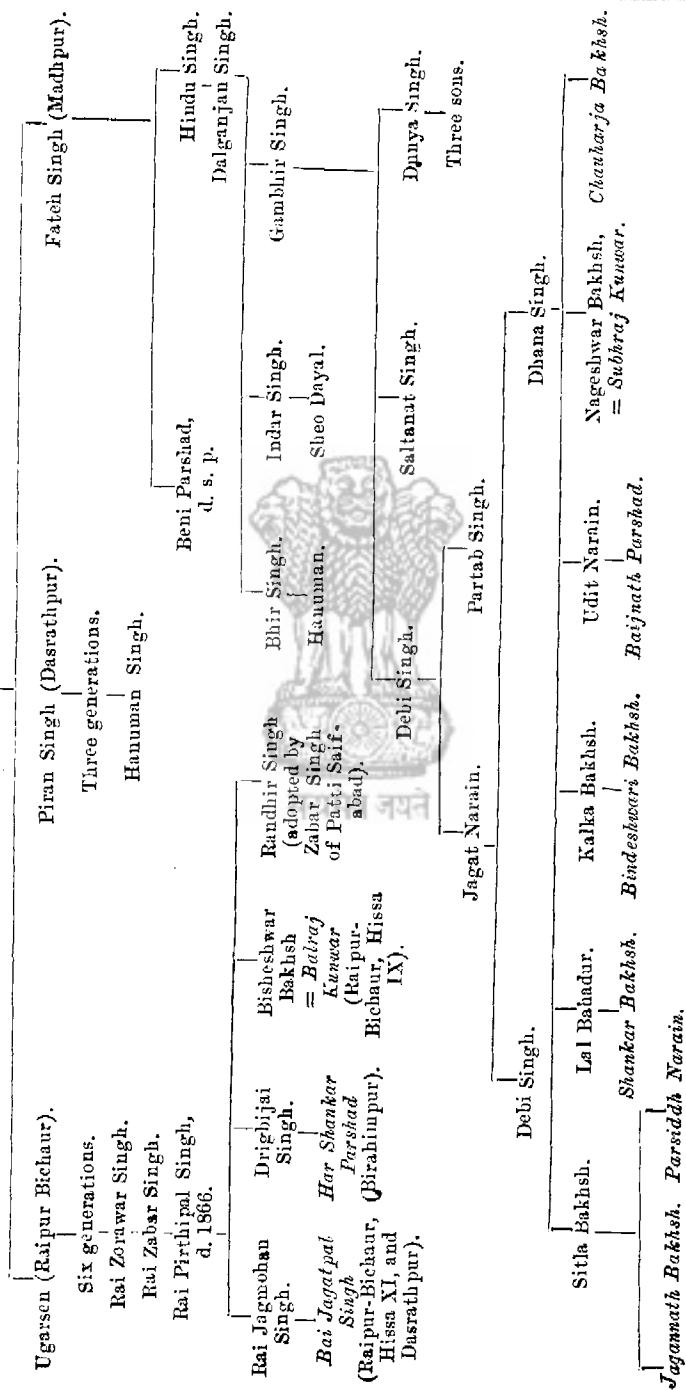 Ugarsen (Raipur Bichaur).
Piran Singh (Dasrathpur).
Fateh Singh (Madhpur).
Six generations.
Rai Zorawar Singh.
Rai Zabar Singh.
Rai Pirthipal Singh,
d. 1866.
Three generations.
Hanuman Singh.
Beni Parshad,
d. s. p.
Hindu Singh.
Dalganjan Singh.
Rai Jagmohan
Singh.
Rai Jagatpal
Singh
(Raipur-Bichaur,
Hissa XI, and
Dasrathpur).
Drigbijai
Singh.
Har Shankar
Parshad
(Birahimpur).
Bisheshwar
Bakhsh
= Balraj
Kunwar
(Raipur-
Bichaur, Hissa
IX).
Randhir Singh
(adopted by
Zabar Singh
of Patti Saif-
abad).
Bhir Singh.
Hanuman.
Indar Singh.
Sheo Dayal.
Gambhir Singh.
Debi Singh.
Saltanat Singh.
Dunya Singh.
Three sons.
Jagat Narain.
Partab Singh.
Debi Singh.
Dhana Singh.
Sitla Bakhsh.
Lal Bahadur.
Shankar Bakhsh.
Kalka Bakhsh.
Bindeshwari Bakhsh.
Udit Narain.
Baijnath Parshad.
Nageshwar Bakhsh,
= Subhraj Kunwar.
Chauharja Bakhsh.
Jagannath Bakhsh.
Parsiddh Narain.
सत्यमेव जयते